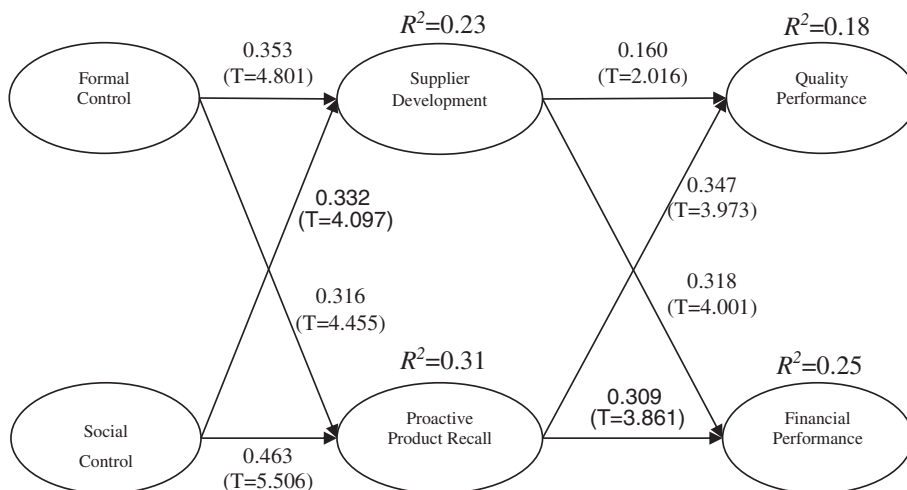 R²=0.23
R²=0.18
0.353
(T=4.801)
0.160
(T=2.016)
Formal
Control
Supplier
Development
Quality
Performance
0.332
(T=4.097)
0.347
(T=3.973)
0.316
(T=4.455)
0.318
(T=4.001)
R²=0.31
R²=0.25
0.309
(T=3.861)
Social
Control
Proactive
Product Recall
Financial
Performance
0.463
(T=5.506)